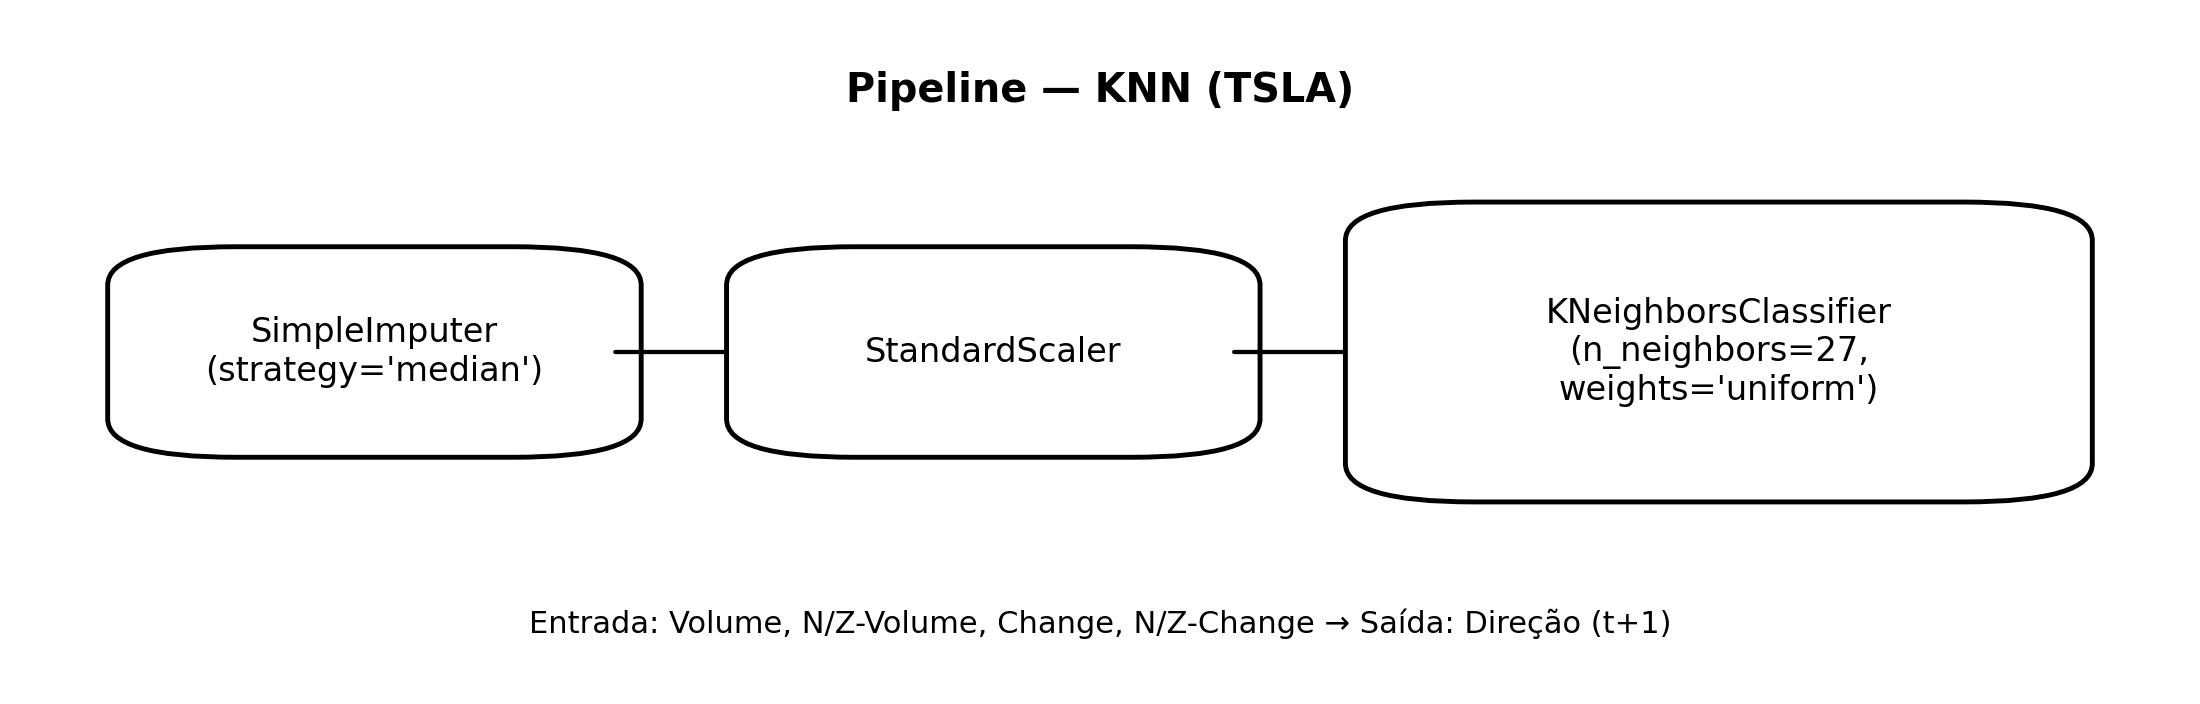 Pipeline — KNN (TSLA)
SimpleImputer
(strategy='median')
StandardScaler
KNeighborsClassifier
(n_neighbors=27,
weights='uniform')
Entrada: Volume, N/Z-Volume, Change, N/Z-Change → Saída: Direção (t+1)